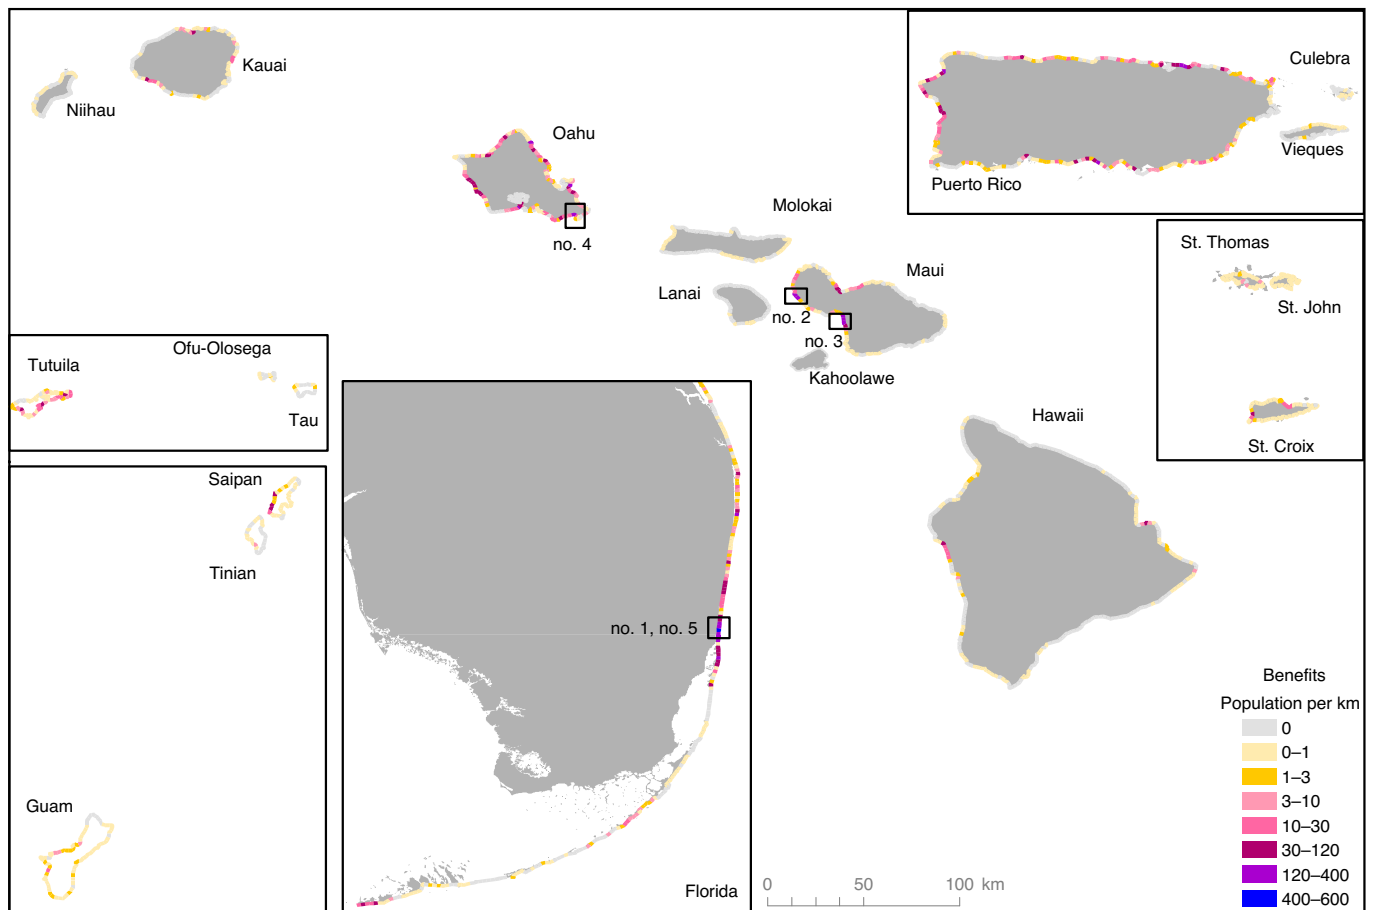 Kauai
Niihau
Oahu
no. 4
Molokai
Lanai
Maui
no. 2
no. 3
Kahoolawe
Hawaii
Culebra
Vieques
Puerto Rico
St. Thomas
St. John
St. Croix
Ofu-Olosega
Tutuila
Tau
Saipan
Tinian
Guam
no. 1, no. 5
Florida
0 50 100 km
Benefits
Population per km
0
0–1
1–3
3–10
10–30
30–120
120–400
400–600